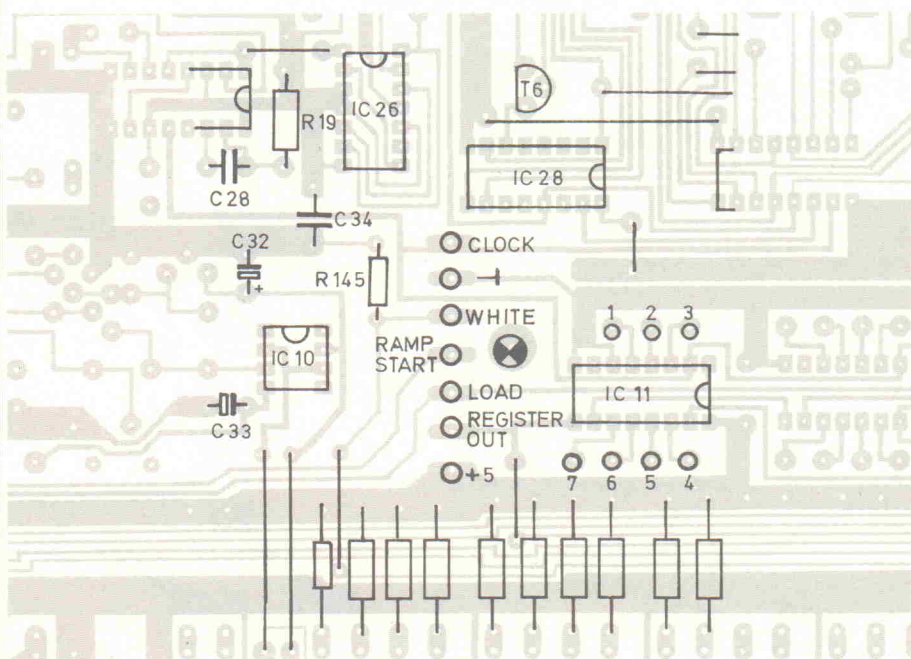 T6
IC 26
R 19
IC 28
C 28
C 34
C 32
+
CLOCK
R 145
WHITE
1 2 3
RAMP
START
IC 10
LOAD
IC 11
REGISTER
OUT
C 33
+5
7 6 5 4